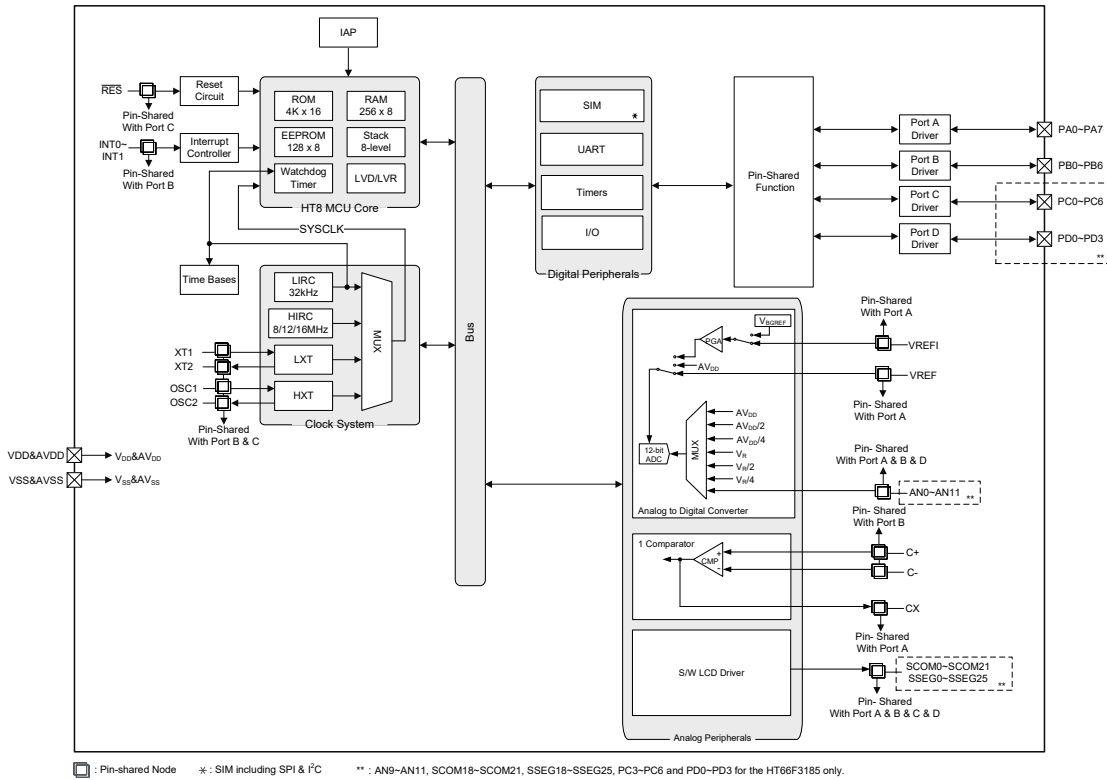 IAP
RES
Pin-Shared
With Port C
Reset
Circuit
INT0~
INT1
Pin-Shared
With Port B
Interrupt
Controller
ROM
4K x 16
RAM
256 x 8
EEPROM
128 x 8
Stack
8-level
Watchdog
Timer
LVD/LVR
HT8 MCU Core
SYSCLK
Time Bases
LIRC
32kHz
HIRC
8/12/16MHz
LXT
HXT
MUX
Clock System
XT1
XT2
OSC1
OSC2
Pin-Shared
With Port B & C
VDD&AVDD
VDD&AVDD
VSS&AVSS
VSS&AVSS
Bus
SIM
*
UART
Timers
I/O
Digital Peripherals
Pin-Shared
Function
Port A
Driver
Port B
Driver
Port C
Driver
Port D
Driver
PA0~PA7
PB0~PB6
PC0~PC6
PD0~PD3
**
VBGREF
PGA
AVDD
Pin-Shared
With Port A
VREFI
VREF
Pin- Shared
With Port A
12-bit
ADC
MUX
AVDD
AVDD/2
AVDD/4
VR
VR/2
VR/4
Analog to Digital Converter
Pin- Shared
With Port A & B & D
AN0~AN11
**
Pin- Shared
With Port B
1 Comparator
CMP
+
-
C+
C-
CX
Pin- Shared
With Port A
S/W LCD Driver
SCOM0~SCOM21
SSEG0~SSEG25
**
Pin- Shared
With Port A & B & C & D
Analog Peripherals
: Pin-shared Node
* : SIM including SPI & I²C
** : AN9~AN11, SCOM18~SCOM21, SSEG18~SSEG25, PC3~PC6 and PD0~PD3 for the HT66F3185 only.